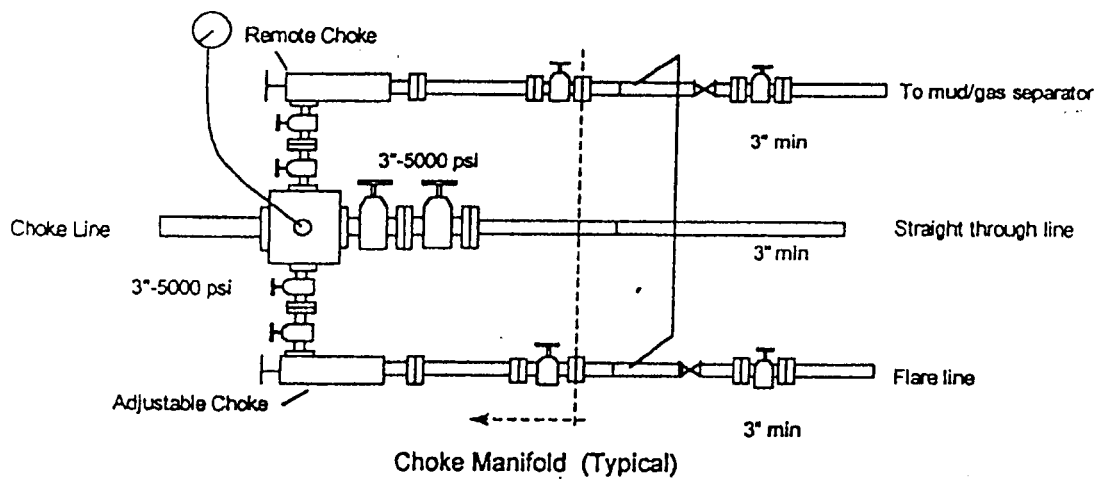 Remote Choke
To mud/gas separator
3" min
3"-5000 psi
Choke Line
Straight through line
3" min
3"-5000 psi
Flare line
Adjustable Choke
3" min
Choke Manifold (Typical)